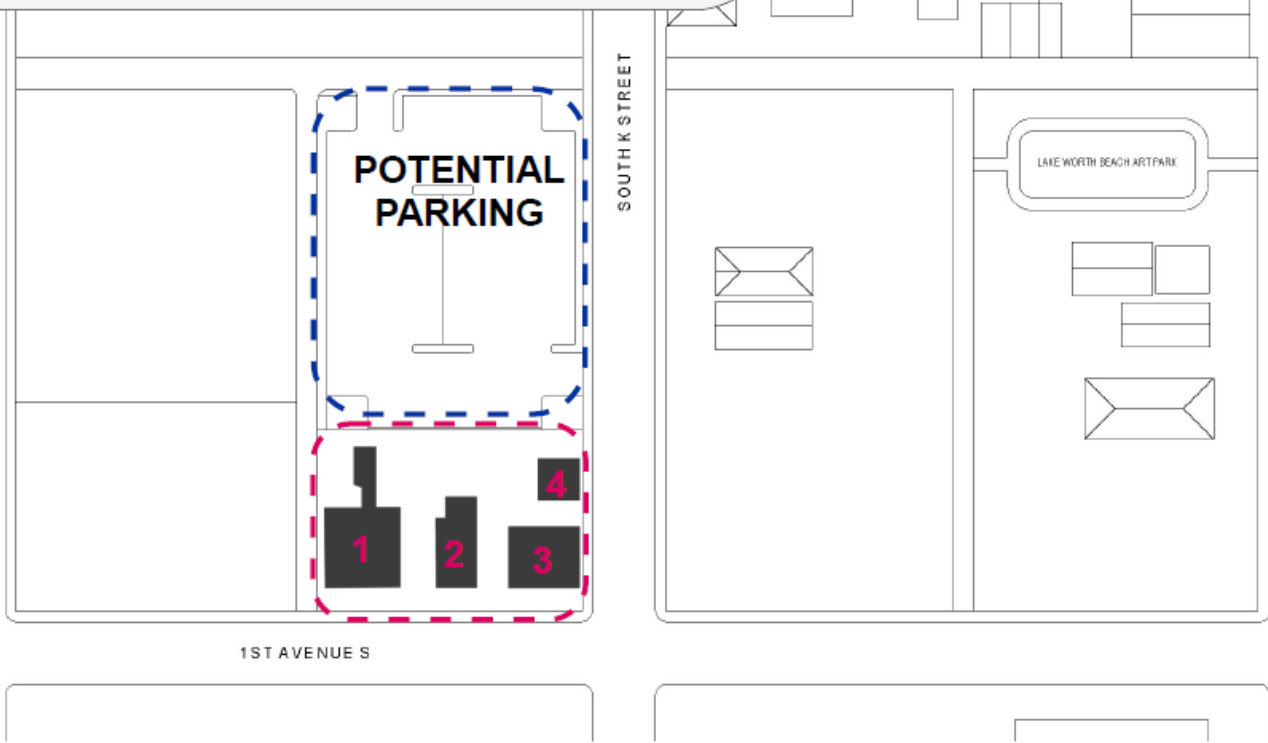 SOUTH K STREET
POTENTIAL
PARKING
LAKE WORTH BEACH ART PARK
4
1
2
3
1ST AVENUE S